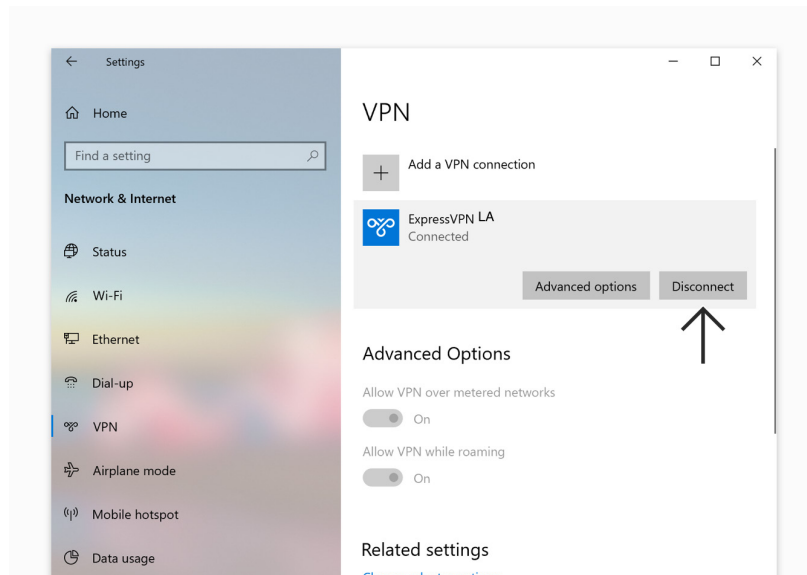 Settings
Home
Find a setting
Network & Internet
Status
Wi-Fi
Ethernet
Dial-up
VPN
Airplane mode
Mobile hotspot
Data usage
VPN
Add a VPN connection
ExpressVPN LA
Connected
Advanced options
Disconnect
Advanced Options
Allow VPN over metered networks
On
Allow VPN while roaming
On
Related settings